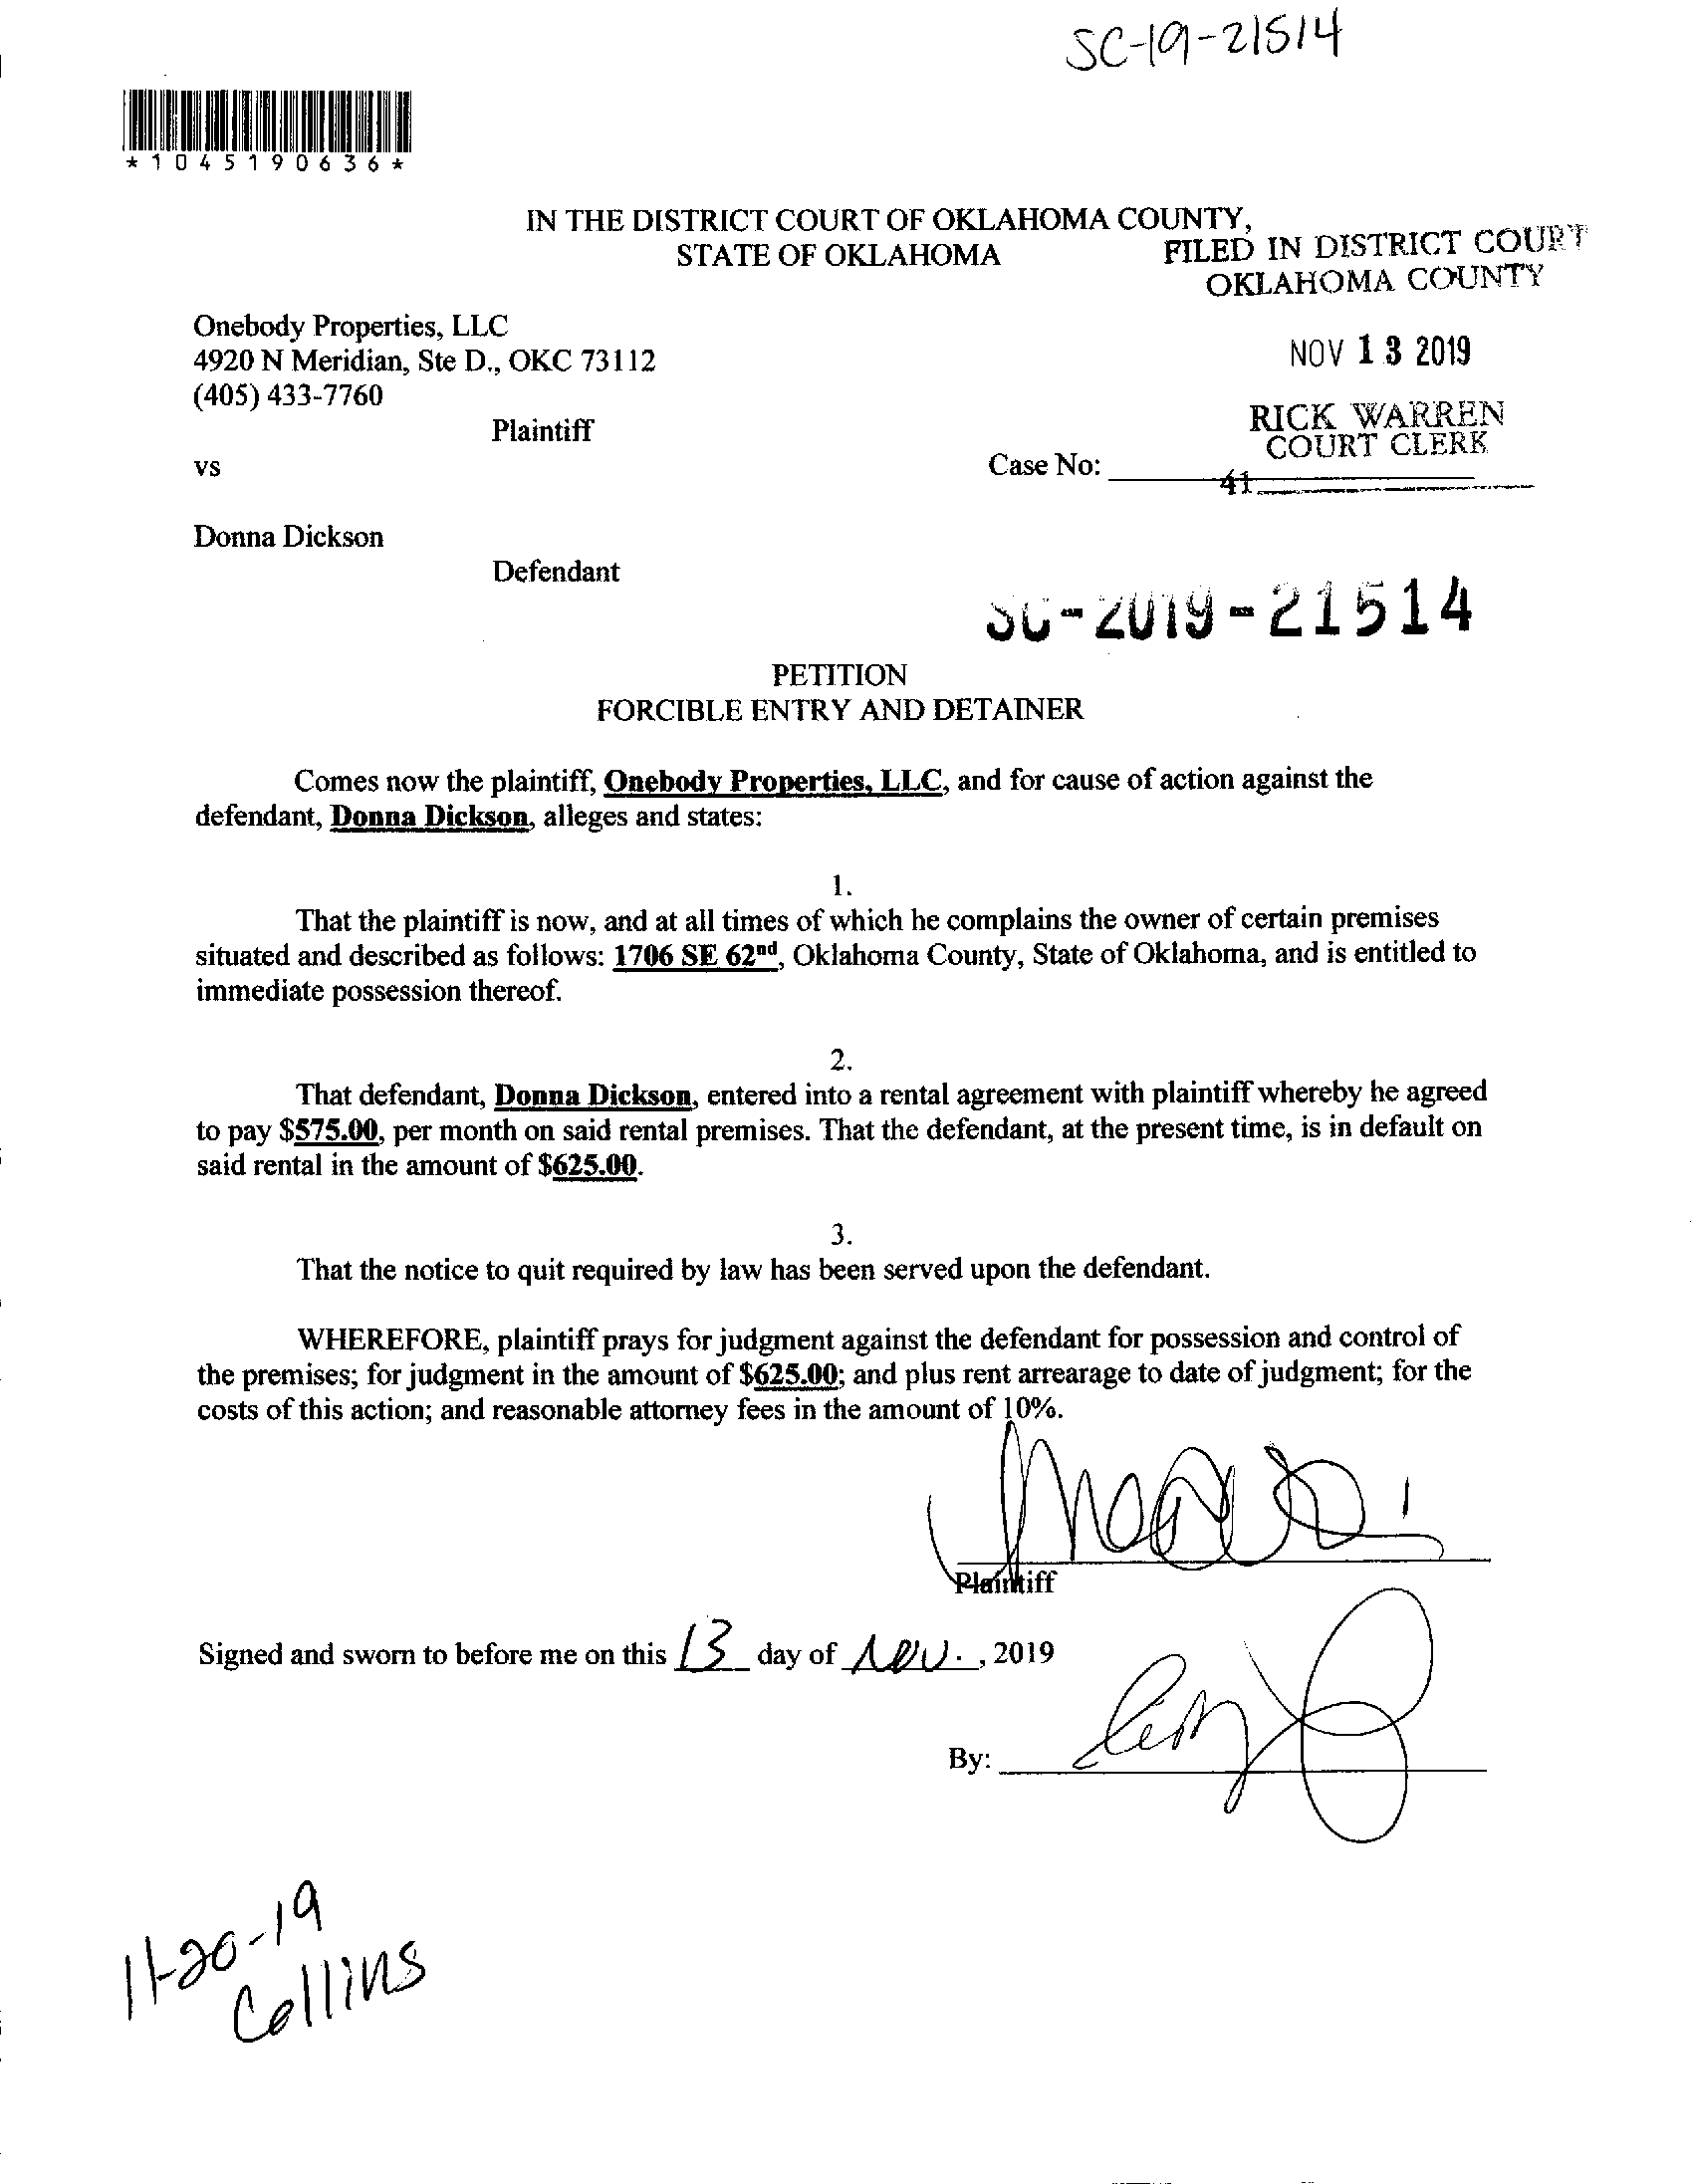 SC-19-21514
*1045190636*
IN THE DISTRICT COURT OF OKLAHOMA COUNTY,
STATE OF OKLAHOMA
FILED IN DISTRICT COURT
OKLAHOMA COUNTY
Onebody Properties, LLC
4920 N Meridian, Ste D., OKC 73112
(405) 433-7760
NOV 13 2019
RICK WARREN
COURT CLERK
Plaintiff
vs
Case No:
41
Donna Dickson
Defendant
SC-2019-21514
PETITION
FORCIBLE ENTRY AND DETAINER
Comes now the plaintiff, Onebody Properties, LLC, and for cause of action against the
defendant, Donna Dickson, alleges and states:
1.
That the plaintiff is now, and at all times of which he complains the owner of certain premises
situated and described as follows: 1706 SE 62nd, Oklahoma County, State of Oklahoma, and is entitled to
immediate possession thereof.
2.
That defendant, Donna Dickson, entered into a rental agreement with plaintiff whereby he agreed
to pay $575.00, per month on said rental premises. That the defendant, at the present time, is in default on
said rental in the amount of $625.00.
3.
That the notice to quit required by law has been served upon the defendant.
WHEREFORE, plaintiff prays for judgment against the defendant for possession and control of
the premises; for judgment in the amount of $625.00; and plus rent arrearage to date of judgment; for the
costs of this action; and reasonable attorney fees in the amount of 10%.
Plaintiff
Signed and sworn to before me on this 13 day of Nov., 2019
By:
11-20-19
Collins